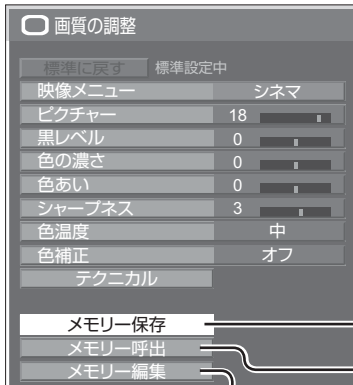 画質の調整
標準に戻す 標準設定中
映像メニュー シネマ
ピクチャー 18
黒レベル 0
色の濃さ 0
色あい 0
シャープネス 3
色温度 中
色補正 オフ
テクニカル
メモリー保存
メモリー呼出
メモリー編集